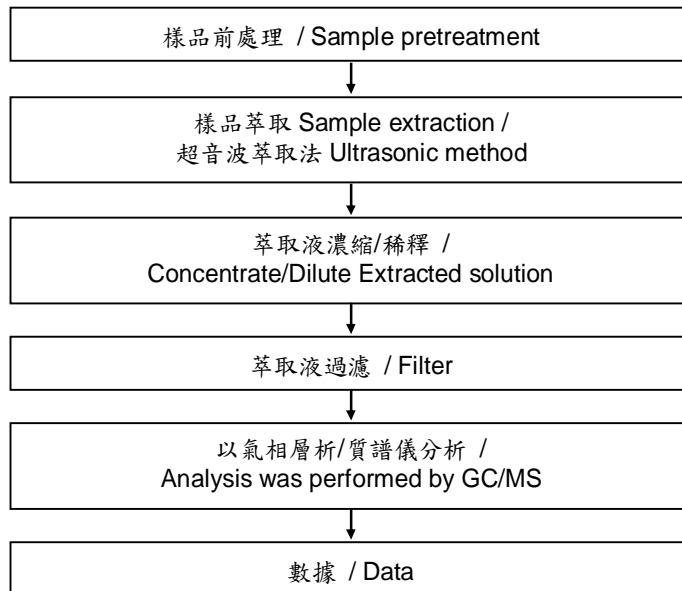 樣品前處理 / Sample pretreatment
樣品萃取 Sample extraction /
超音波萃取法 Ultrasonic method
萃取液濃縮/稀釋 /
Concentrate/Dilute Extracted solution
萃取液過濾 / Filter
以氣相層析/質譜儀分析 /
Analysis was performed by GC/MS
數據 / Data